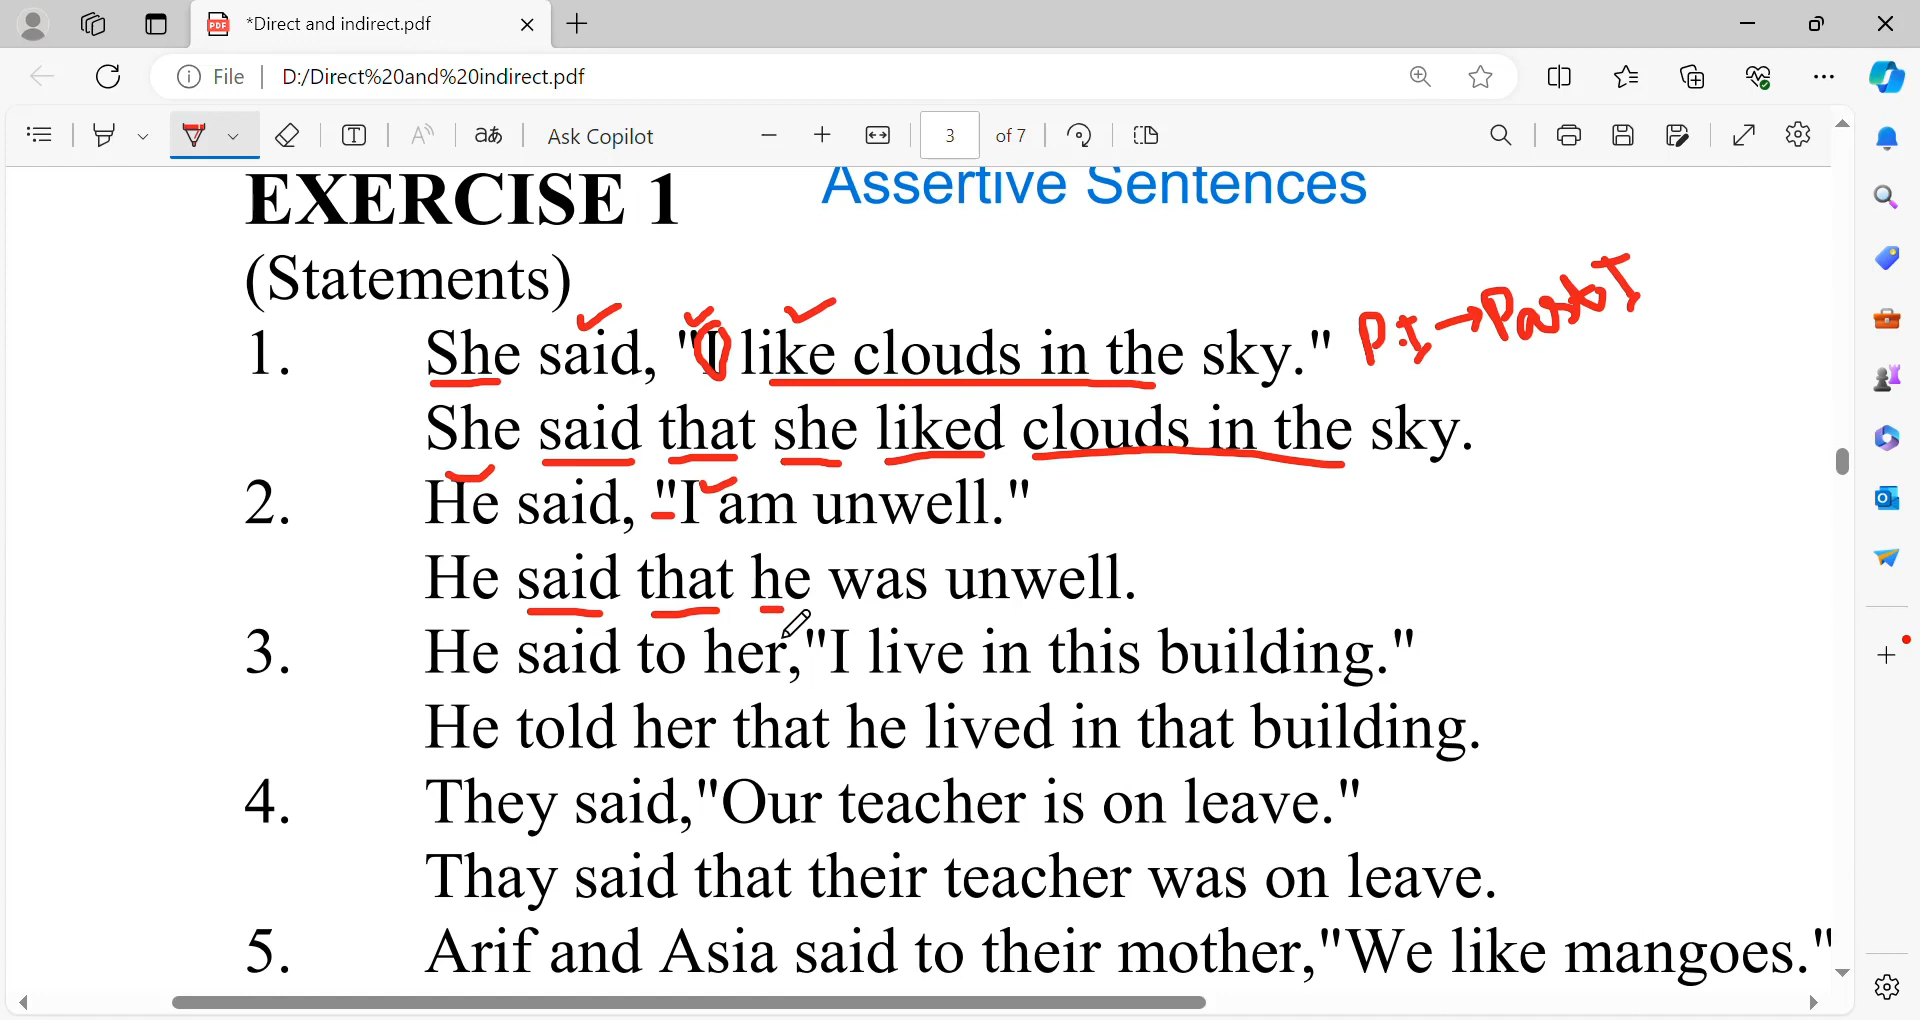 *Direct and indirect.pdf
File
D:/Direct%20and%20indirect.pdf
Ask Copilot
3 of 7
EXERCISE 1
Assertive Sentences
(Statements)
1. She said, "I like clouds in the sky." P.I → Past I
She said that she liked clouds in the sky.
2. He said, "I am unwell."
He said that he was unwell.
3. He said to her,"I live in this building."
He told her that he lived in that building.
4. They said,"Our teacher is on leave."
Thay said that their teacher was on leave.
5. Arif and Asia said to their mother,"We like mangoes."